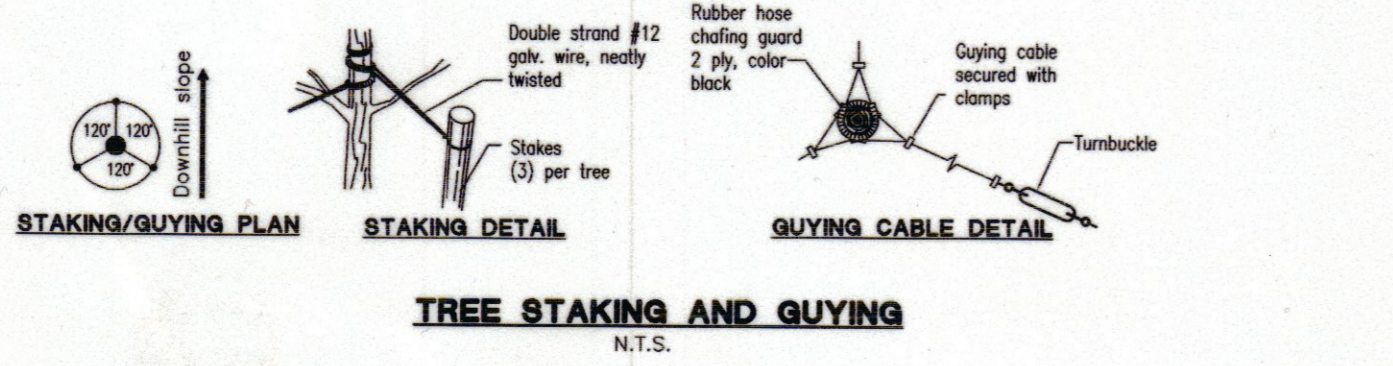 120° 120°
120°
Downhill slope
STAKING/GUYING PLAN
Double strand #12
galv. wire, neatly
twisted
Stakes
(3) per tree
STAKING DETAIL
Rubber hose
chafing guard
2 ply, color
black
Guying cable
secured with
clamps
Turnbuckle
GUYING CABLE DETAIL
TREE STAKING AND GUYING
N.T.S.